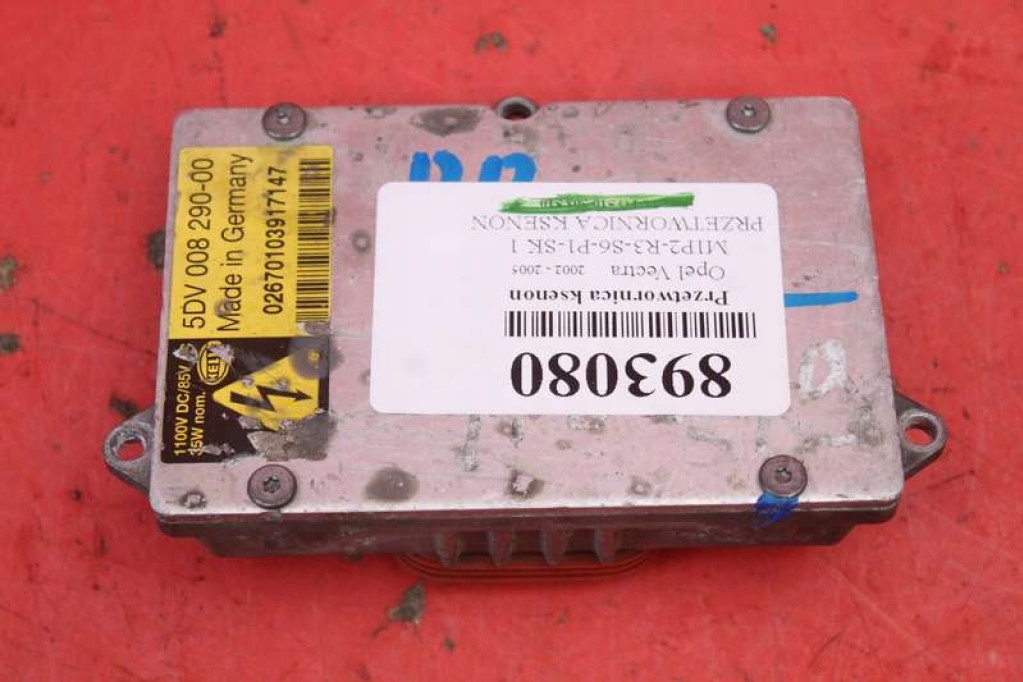 5DV 008 290-00
Made in Germany
02670103917147
1100V DC/85V
35W nom.
893080
Przetwornica ksenon
Opel Vectra 2002 - 2005
M1P2-R3-S6-P1-SK 1
PRZETWORNICA KSENON